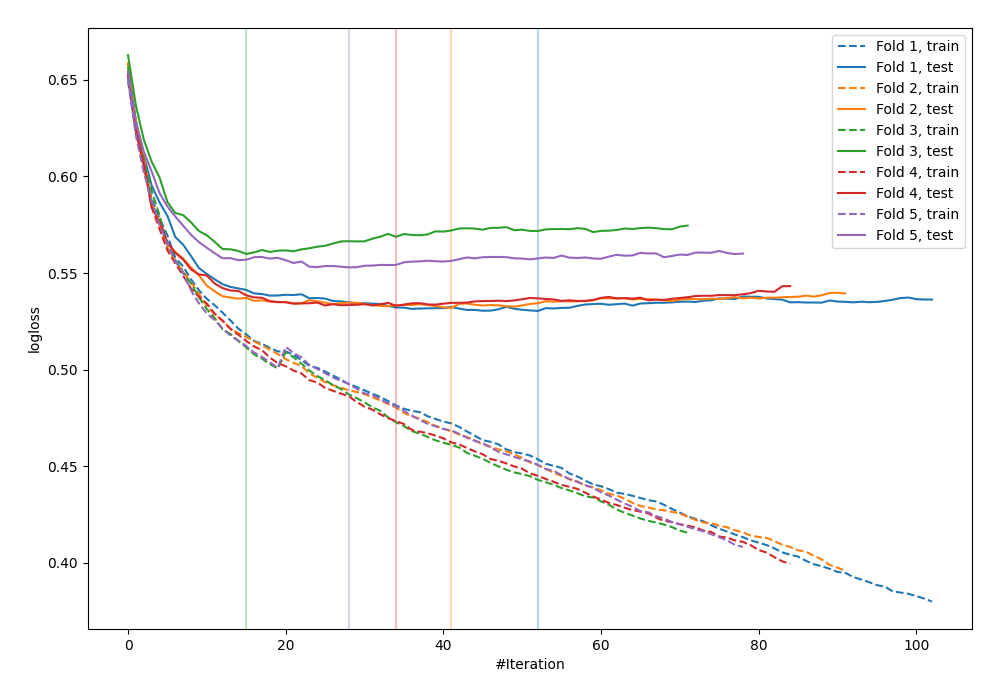 Fold 1, train
Fold 1, test
Fold 2, train
Fold 2, test
Fold 3, train
Fold 3, test
Fold 4, train
Fold 4, test
Fold 5, train
Fold 5, test
0.65
0.60
0.55
0.50
0.45
0.40
logloss
0 20 40 60 80 100
#Iteration